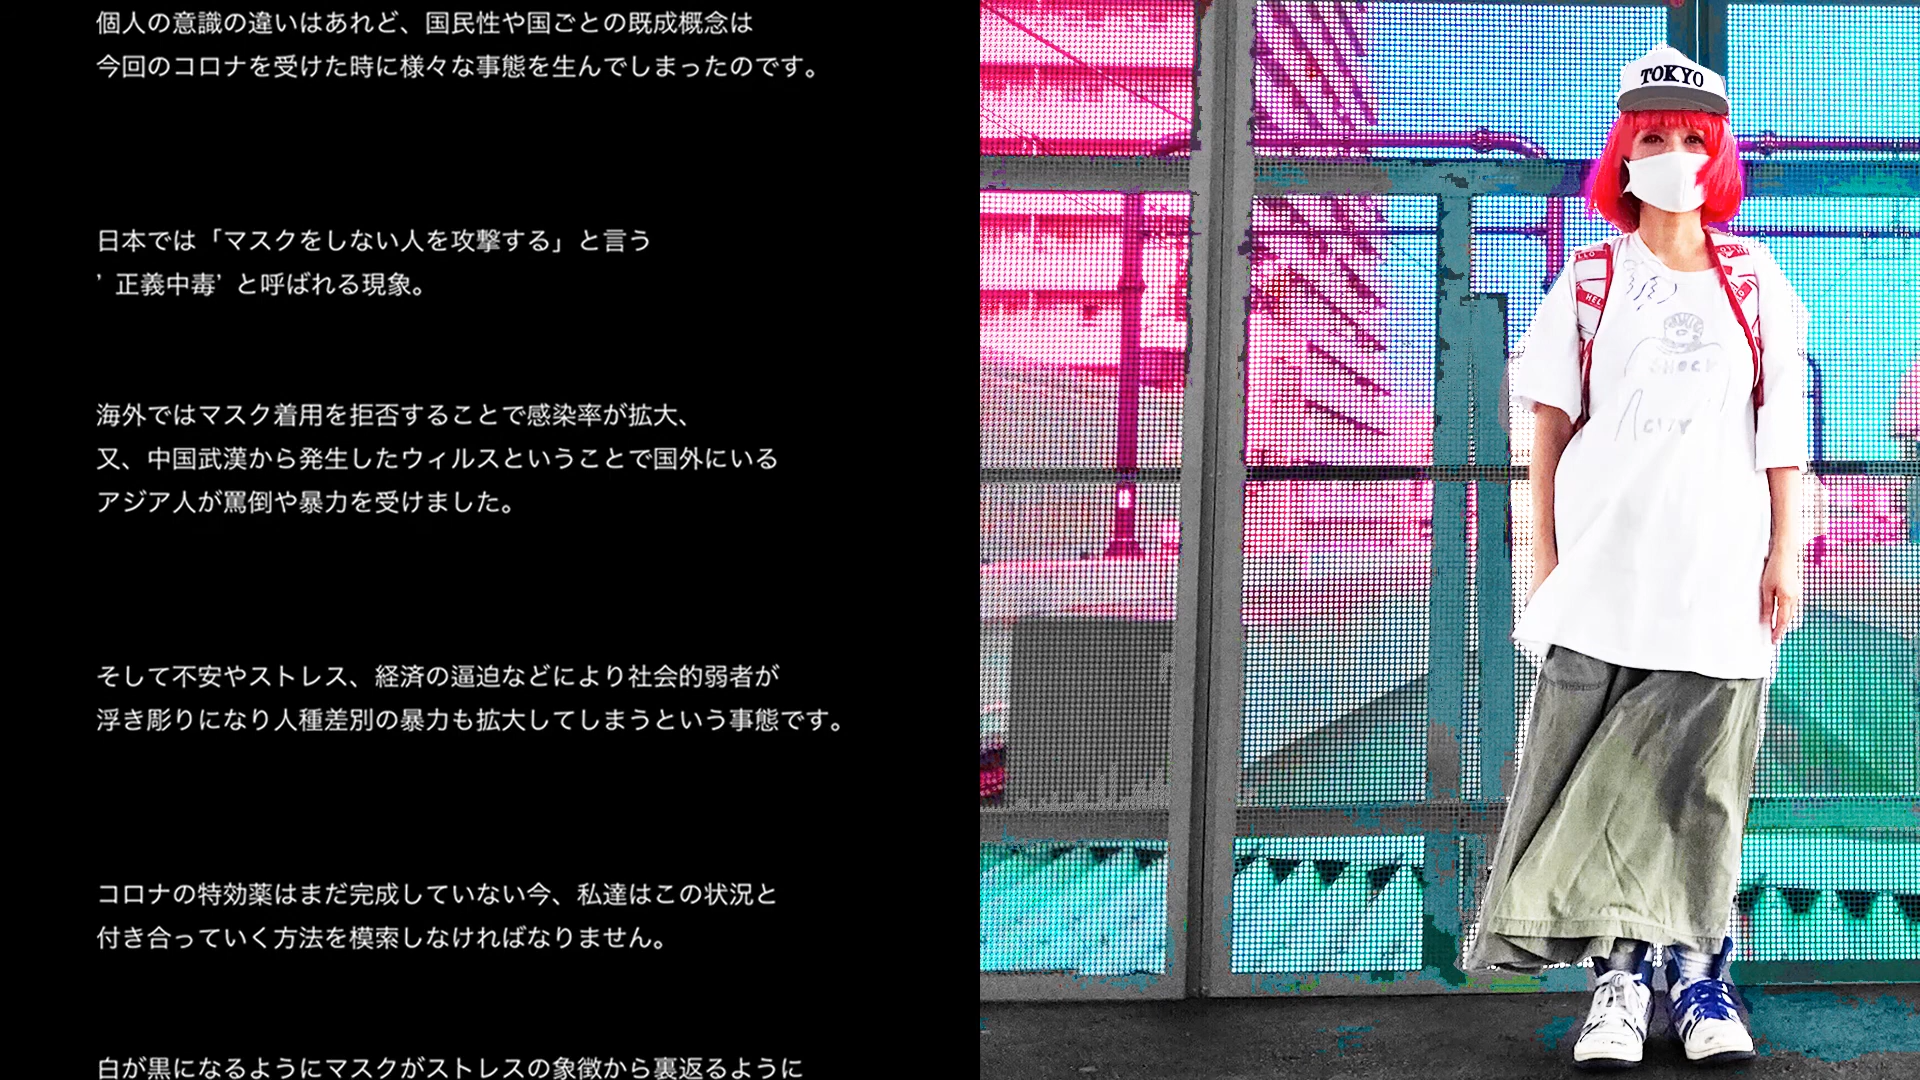 個人の意識の違いはあれど、国民性や国ごとの既成概念は
今回のコロナを受けた時に様々な事態を生んでしまったのです。
日本では「マスクをしない人を攻撃する」と言う
’正義中毒’と呼ばれる現象。
海外ではマスク着用を拒否することで感染率が拡大、
又、中国武漢から発生したウィルスということで国外にいる
アジア人が罵倒や暴力を受けました。
そして不安やストレス、経済の逼迫などにより社会的弱者が
浮き彫りになり人種差別の暴力も拡大してしまうという事態です。
コロナの特効薬はまだ完成していない今、私達はこの状況と
付き合っていく方法を模索しなければなりません。
白が黒になるようにマスクがストレスの象徴から裏返るように
TOKYO